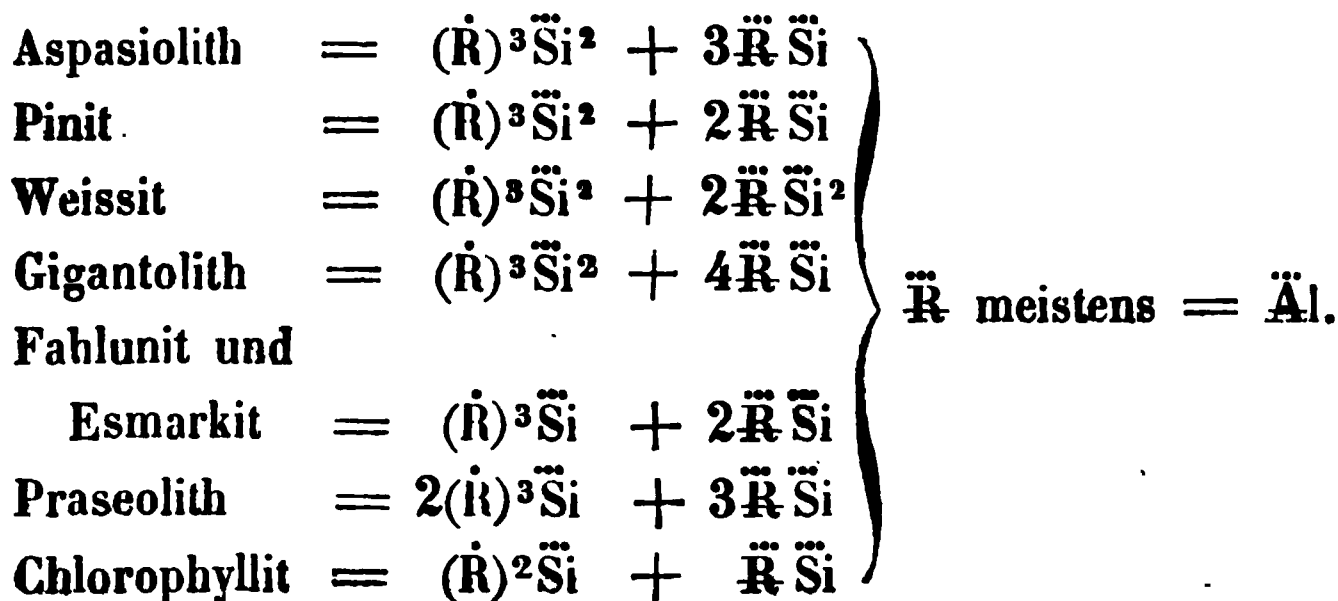 Aspasiolith = (Ṙ)³S⃛i² + 3R̶⃛ S⃛i
Pinit = (Ṙ)³S⃛i² + 2R̶⃛ S⃛i
Weissit = (Ṙ)³S⃛i² + 2R̶⃛ S⃛i²
Gigantolith = (Ṙ)³S⃛i² + 4R̶⃛ S⃛i
R̶⃛ meistens = A̶⃛l.
Fahlunit und
Esmarkit = (Ṙ)³S⃛i + 2R̶⃛ S⃛i
Praseolith = 2(Ṙ)³S⃛i + 3R̶⃛ S⃛i
Chlorophyllit = (Ṙ)²S⃛i + R̶⃛ S⃛i